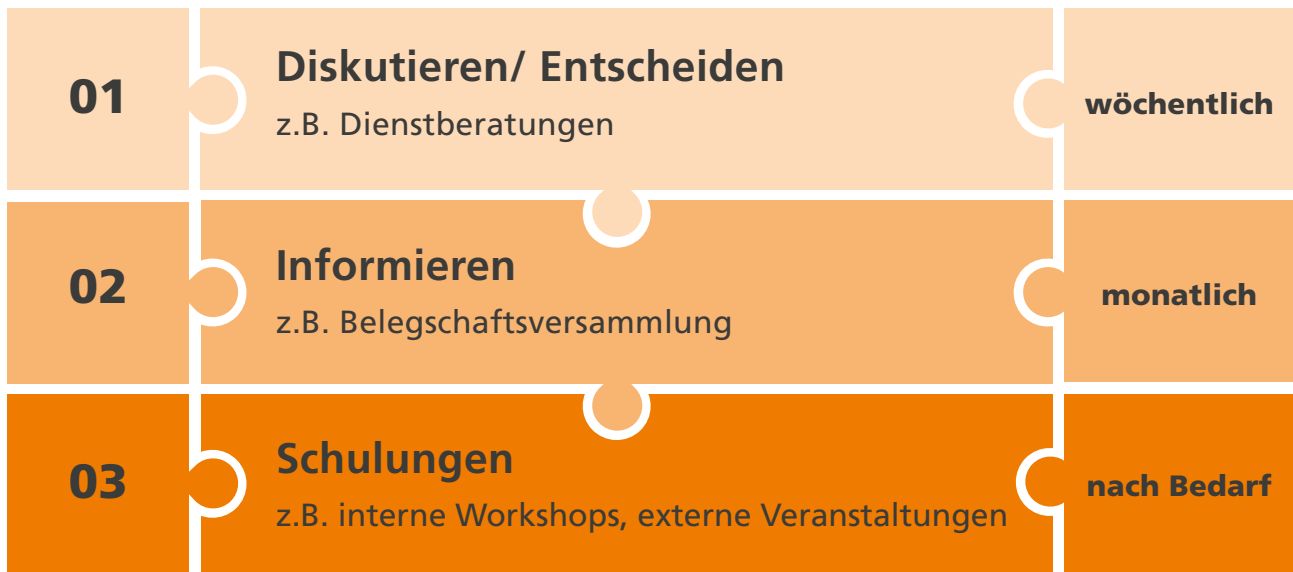 01
Diskutieren/ Entscheiden
z.B. Dienstberatungen
wöchentlich
02
Informieren
z.B. Belegschaftsversammlung
monatlich
03
Schulungen
z.B. interne Workshops, externe Veranstaltungen
nach Bedarf